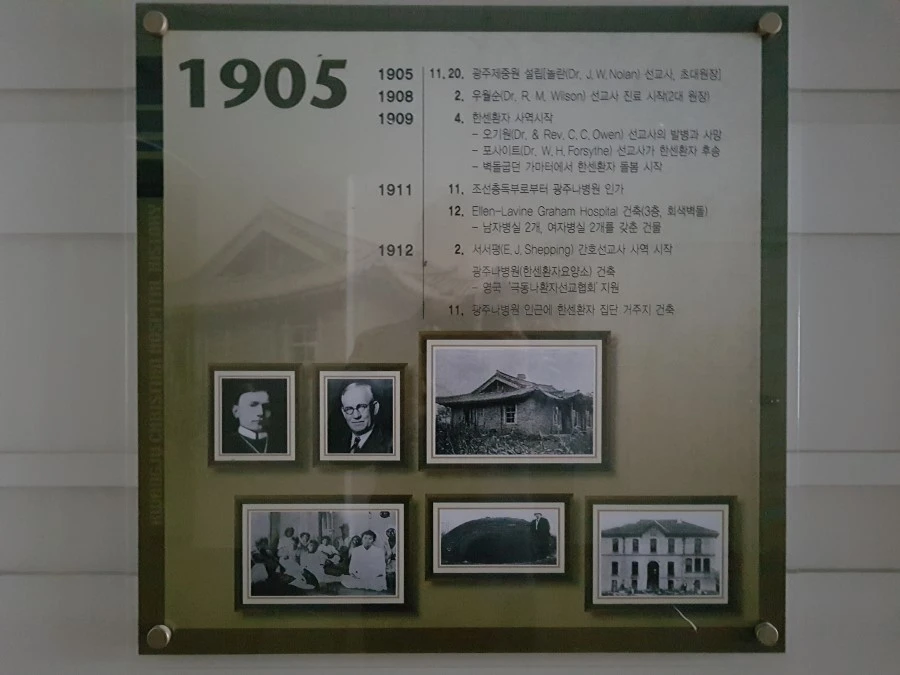 1905
1905 11. 20. 광주제중원 설립[놀란(Dr. J. W. Nolan) 선교사, 초대원장]
1908 2. 우월순(Dr. R. M. Wilson) 선교사 진료 시작(2대 원장)
1909 4. 한센환자 사역시작
- 오기원(Dr. & Rev. C. C. Owen) 선교사의 발병과 사망
- 포사이트(Dr. W. H. Forsythe) 선교사가 한센환자 후송
- 벽돌굽던 가마터에서 한센환자 돌봄 시작
1911 11. 조선총독부로부터 광주나병원 인가
12. Ellen-Lavine Graham Hospital 건축(3층, 회색벽돌)
- 남자병실 2개, 여자병실 2개를 갖춘 건물
1912 2. 서서평(E. J. Shepping) 간호선교사 사역 시작
광주나병원(한센환자요양소) 건축
- 영국 '극동나환자선교협회' 지원
11. 광주나병원 인근에 한센환자 집단 거주지 건축
KWANGJU CHRISTIAN HOSPITAL HISTORY